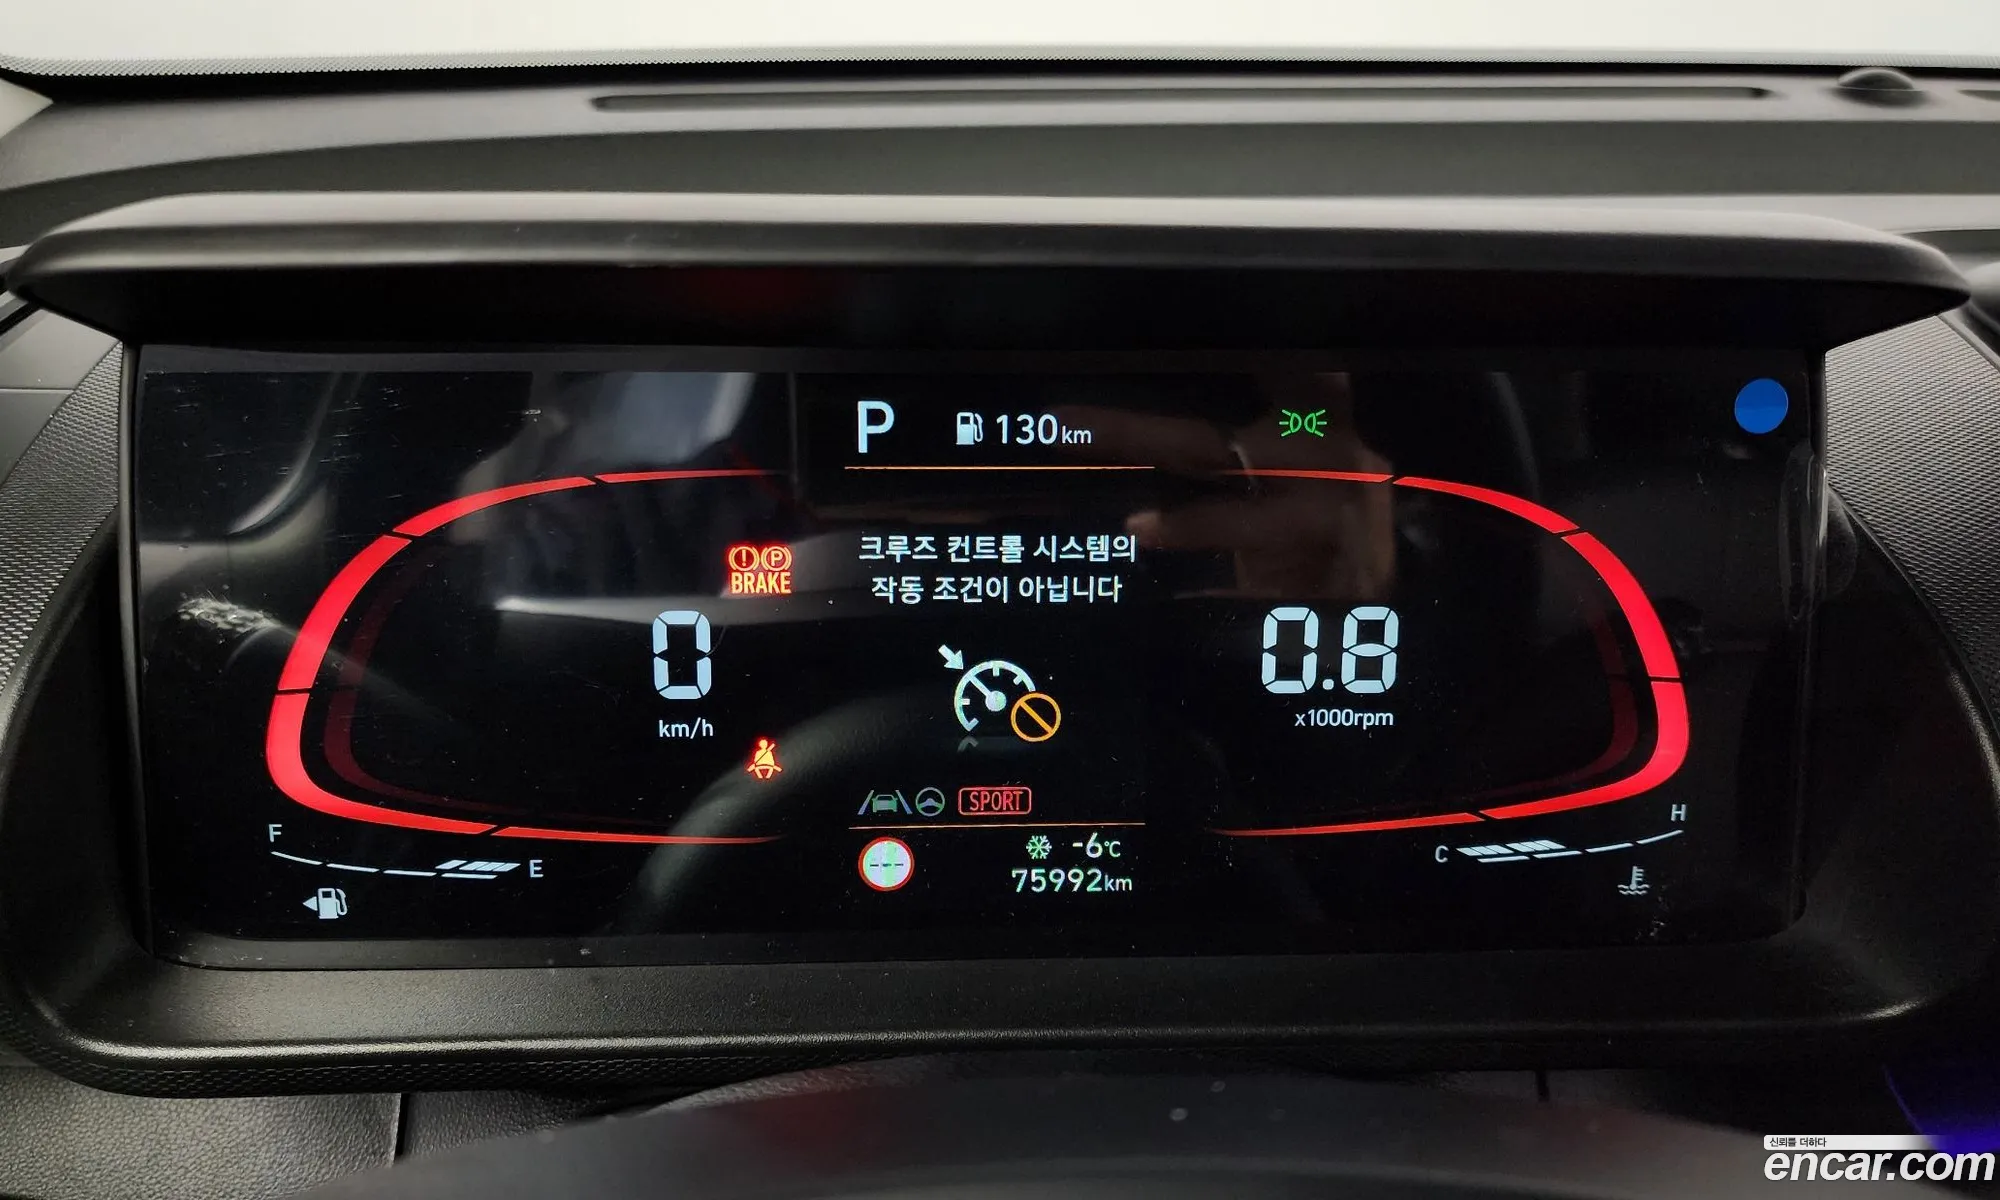 P
130km
크루즈 컨트롤 시스템의
작동 조건이 아닙니다
BRAKE
0
km/h
0.8
x1000rpm
SPORT
F
E
-6℃
75992km
C
H
신뢰를 더하다
encar.com